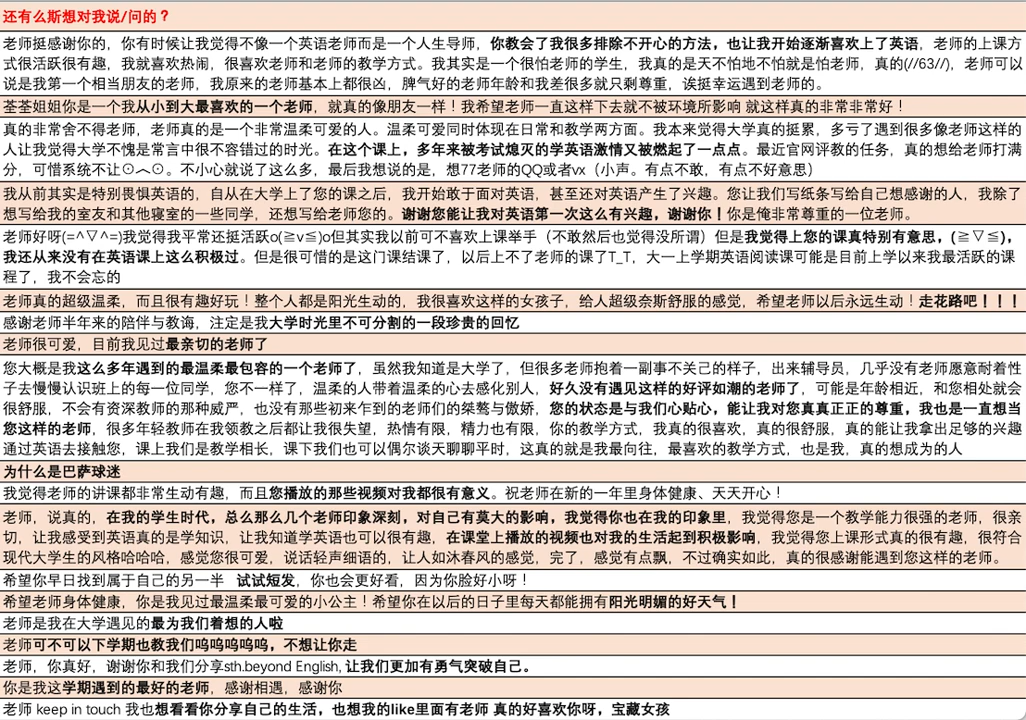 还有么斯想对我说/问的？
老师挺感谢你的，你有时候让我觉得不像一个英语老师而是一个人生导师，你教会了我很多排除不开心的方法，也让我开始逐渐喜欢上了英语，老师的上课方
式很活跃很有趣，我就喜欢热闹，很喜欢老师和老师的教学方式。我其实是一个很怕老师的学生，我真的是天不怕地不怕就是怕老师，真的(//63//)，老师可以
说是我第一个相当朋友的老师，我原来的老师基本上都很凶，脾气好的老师年龄和我差很多就只剩尊重，诶挺幸运遇到老师的。
荃荃姐姐你是一个我从小到大最喜欢的一个老师，就真的像朋友一样！我希望老师一直这样下去就不被环境所影响 就这样真的非常非常好！
真的非常舍不得老师，老师真的是一个非常温柔可爱的人。温柔可爱同时体现在日常和教学两方面。我本来觉得大学真的挺累，多亏了遇到很多像老师这样的
人让我觉得大学不愧是常言中很不容错过的时光。在这个课上，多年来被考试熄灭的学英语激情又被燃起了一点点。最近官网评教的任务，真的想给老师打满
分，可惜系统不让⊙︿⊙。不小心就说了这么多，最后我想说的是，想77老师的QQ或者vx（小声。有点不敢，有点不好意思）
我从前其实是特别畏惧英语的，自从在大学上了您的课之后，我开始敢于面对英语，甚至还对英语产生了兴趣。您让我们写纸条写给自己想感谢的人，我除了
想写给我的室友和其他寝室的一些同学，还想写给老师您的。谢谢您能让我对英语第一次这么有兴趣，谢谢你！你是俺非常尊重的一位老师。
老师好呀(=^▽^=)我觉得我平常还挺活跃o(≧v≦)o但其实我以前可不喜欢上课举手（不敢然后也觉得没所谓）但是我觉得上您的课真特别有意思，(≧▽≦)，
我还从来没有在英语课上这么积极过。但是很可惜的是这门课结课了，以后上不了老师的课了T_T，大一上学期英语阅读课可能是目前上学以来我最活跃的课
程了，我不会忘的
老师真的超级温柔，而且很有趣好玩！整个人都是阳光生动的，我很喜欢这样的女孩子，给人超级奈斯舒服的感觉，希望老师以后永远生动！走花路吧！！！
感谢老师半年来的陪伴与教诲，注定是我大学时光里不可分割的一段珍贵的回忆
老师很可爱，目前我见过最亲切的老师了
您大概是我这么多年遇到的最温柔最包容的一个老师了，虽然我知道是大学了，但很多老师抱着一副事不关己的样子，出来辅导员，几乎没有老师愿意耐着性
子去慢慢认识班上的每一位同学，您不一样了，温柔的人带着温柔的心去感化别人，好久没有遇见这样的好评如潮的老师了，可能是年龄相近，和您相处就会
很舒服，不会有资深教师的那种威严，也没有那些初来乍到的老师们的桀骜与傲娇，您的状态是与我们心贴心，能让我对您真真正正的尊重，我也是一直想当
您这样的老师，很多年轻教师在我领教之后都让我很失望，热情有限，精力也有限，你的教学方式，我真的很喜欢，真的很舒服，真的能让我拿出足够的兴趣
通过英语去接触您，课上我们是教学相长，课下我们也可以偶尔谈天聊聊平时，这真的就是我最向往，最喜欢的教学方式，也是我，真的想成为的人
为什么是巴萨球迷
我觉得老师的讲课都非常生动有趣，而且您播放的那些视频对我都很有意义。祝老师在新的一年里身体健康、天天开心！
老师，说真的，在我的学生时代，总么那么几个老师印象深刻，对自己有莫大的影响，我觉得你也在我的印象里，我觉得您是一个教学能力很强的老师，很亲
切，让我感受到英语真的是学知识，让我知道学英语也可以很有趣，在课堂上播放的视频也对我的生活起到积极影响，我觉得您上课形式真的很有趣，很符合
现代大学生的风格哈哈哈，感觉您很可爱，说话轻声细语的，让人如沐春风的感觉，完了，感觉有点飘，不过确实如此，真的很感谢能遇到您这样的老师。
希望你早日找到属于自己的另一半 试试短发，你也会更好看，因为你脸好小呀！
希望老师身体健康，你是我见过最温柔最可爱的小公主！希望你在以后的日子里每天都能拥有阳光明媚的好天气！
老师是我在大学遇见的最为我们着想的人啦
老师可不可以下学期也教我们呜呜呜呜呜，不想让你走
老师，你真好，谢谢你和我们分享sth.beyond English, 让我们更加有勇气突破自己。
你是我这学期遇到的最好的老师，感谢相遇，感谢你
老师 keep in touch 我也想看看你分享自己的生活，也想我的like里面有老师 真的好喜欢你呀，宝藏女孩